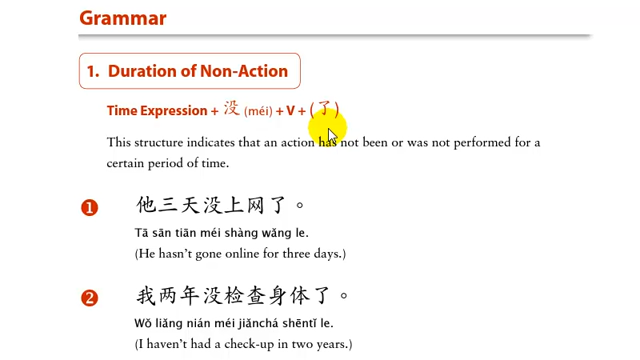 Grammar
1. Duration of Non-Action
Time Expression + 没 (méi) + V + (了)
This structure indicates that an action has not been or was not performed for a
certain period of time.
1 他三天没上网了。
Tā sān tiān méi shàng wǎng le.
(He hasn't gone online for three days.)
2 我两年没检查身体了。
Wǒ liǎng nián méi jiǎnchá shēntǐ le.
(I haven't had a check-up in two years.)